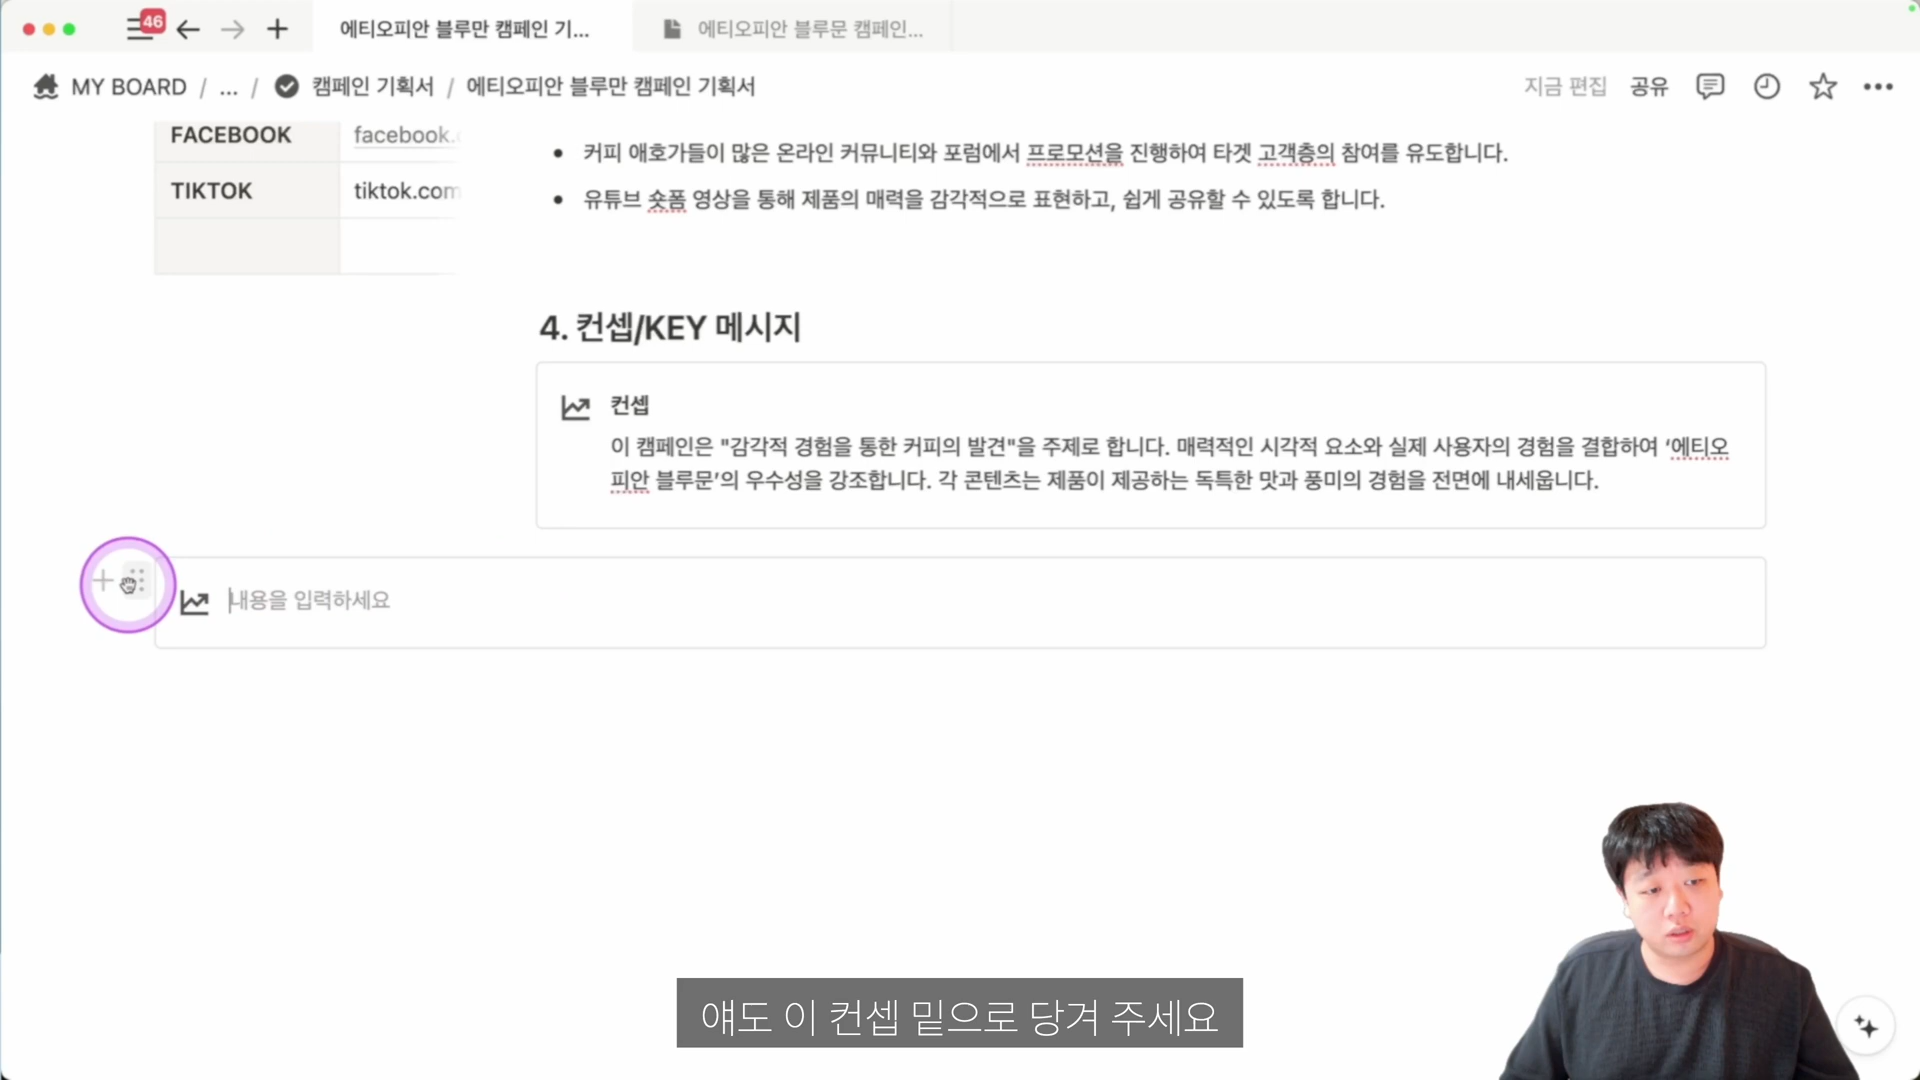 46
에티오피안 블루만 캠페인 기...
에티오피안 블루문 캠페인...
MY BOARD / ... / 캠페인 기획서 / 에티오피안 블루만 캠페인 기획서
지금 편집 공유
FACEBOOK facebook.
TIKTOK tiktok.com
• 커피 애호가들이 많은 온라인 커뮤니티와 포럼에서 프로모션을 진행하여 타겟 고객층의 참여를 유도합니다.
• 유튜브 숏폼 영상을 통해 제품의 매력을 감각적으로 표현하고, 쉽게 공유할 수 있도록 합니다.
4. 컨셉/KEY 메시지
컨셉
이 캠페인은 "감각적 경험을 통한 커피의 발견"을 주제로 합니다. 매력적인 시각적 요소와 실제 사용자의 경험을 결합하여 ‘에티오
피안 블루문’의 우수성을 강조합니다. 각 콘텐츠는 제품이 제공하는 독특한 맛과 풍미의 경험을 전면에 내세웁니다.
내용을 입력하세요
얘도 이 컨셉 밑으로 당겨 주세요